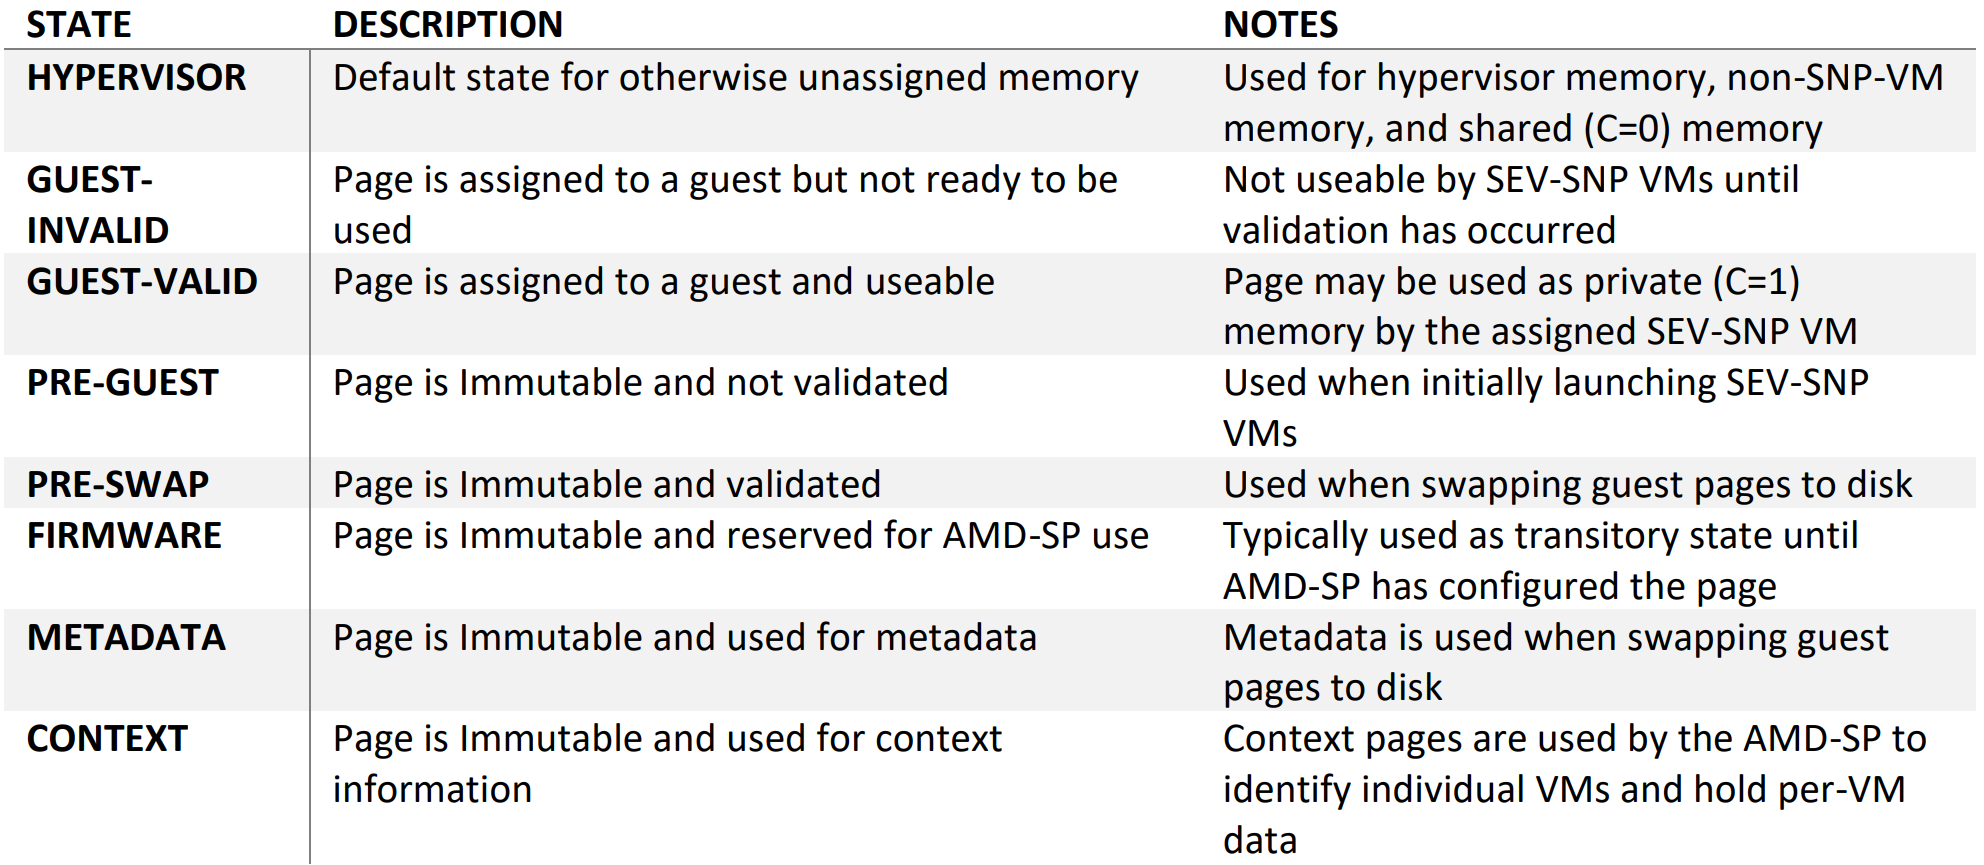 STATE DESCRIPTION NOTES
HYPERVISOR Default state for otherwise unassigned memory Used for hypervisor memory, non-SNP-VM
memory, and shared (C=0) memory
GUEST- Page is assigned to a guest but not ready to be Not useable by SEV-SNP VMs until
INVALID used validation has occurred
GUEST-VALID Page is assigned to a guest and useable Page may be used as private (C=1)
memory by the assigned SEV-SNP VM
PRE-GUEST Page is Immutable and not validated Used when initially launching SEV-SNP
VMs
PRE-SWAP Page is Immutable and validated Used when swapping guest pages to disk
FIRMWARE Page is Immutable and reserved for AMD-SP use Typically used as transitory state until
AMD-SP has configured the page
METADATA Page is Immutable and used for metadata Metadata is used when swapping guest
pages to disk
CONTEXT Page is Immutable and used for context Context pages are used by the AMD-SP to
information identify individual VMs and hold per-VM
data